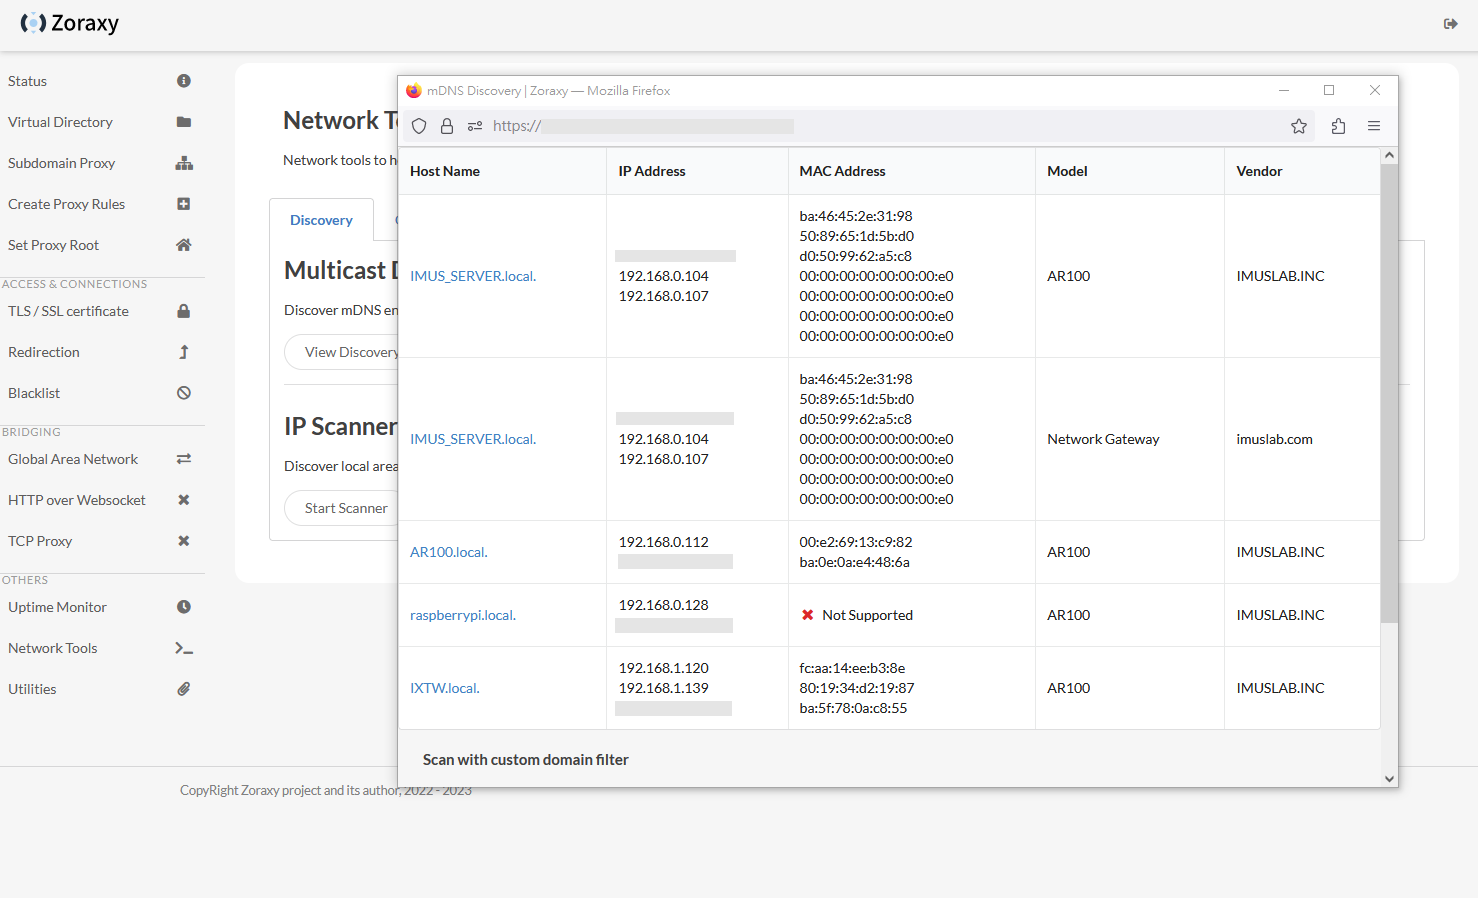 Zoraxy
Status
Virtual Directory
Subdomain Proxy
Create Proxy Rules
Set Proxy Root
ACCESS & CONNECTIONS
TLS / SSL certificate
Redirection
Blacklist
BRIDGING
Global Area Network
HTTP over Websocket
TCP Proxy
OTHERS
Uptime Monitor
Network Tools
Utilities
Network T
Network tools to h
Discovery
Multicast D
Discover mDNS en
View Discovery
IP Scanner
Discover local area
Start Scanner
mDNS Discovery | Zoraxy — Mozilla Firefox
https://
Host Name IP Address MAC Address Model Vendor
IMUS_SERVER.local.
192.168.0.104
192.168.0.107
ba:46:45:2e:31:98
50:89:65:1d:5b:d0
d0:50:99:62:a5:c8
00:00:00:00:00:00:00:e0
00:00:00:00:00:00:00:e0
00:00:00:00:00:00:00:e0
00:00:00:00:00:00:00:e0
AR100
IMUSLAB.INC
IMUS_SERVER.local.
192.168.0.104
192.168.0.107
ba:46:45:2e:31:98
50:89:65:1d:5b:d0
d0:50:99:62:a5:c8
00:00:00:00:00:00:00:e0
00:00:00:00:00:00:00:e0
00:00:00:00:00:00:00:e0
00:00:00:00:00:00:00:e0
Network Gateway
imuslab.com
AR100.local.
192.168.0.112
00:e2:69:13:c9:82
ba:0e:0a:e4:48:6a
AR100
IMUSLAB.INC
raspberrypi.local.
192.168.0.128
Not Supported
AR100
IMUSLAB.INC
IXTW.local.
192.168.1.120
192.168.1.139
fc:aa:14:ee:b3:8e
80:19:34:d2:19:87
ba:5f:78:0a:c8:55
AR100
IMUSLAB.INC
Scan with custom domain filter
CopyRight Zoraxy project and its author, 2022 - 2023